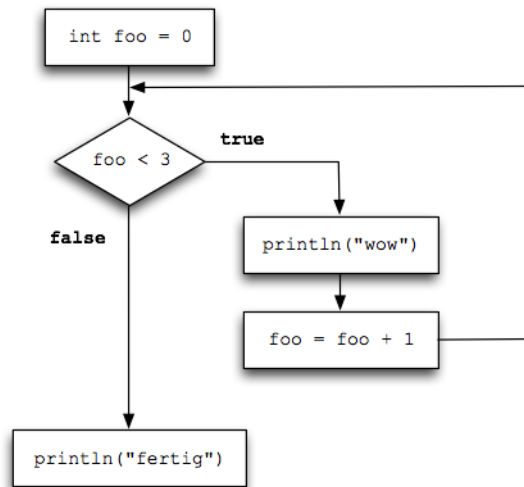 int foo = 0
foo < 3
true
false
println("wow")
foo = foo + 1
println("fertig")